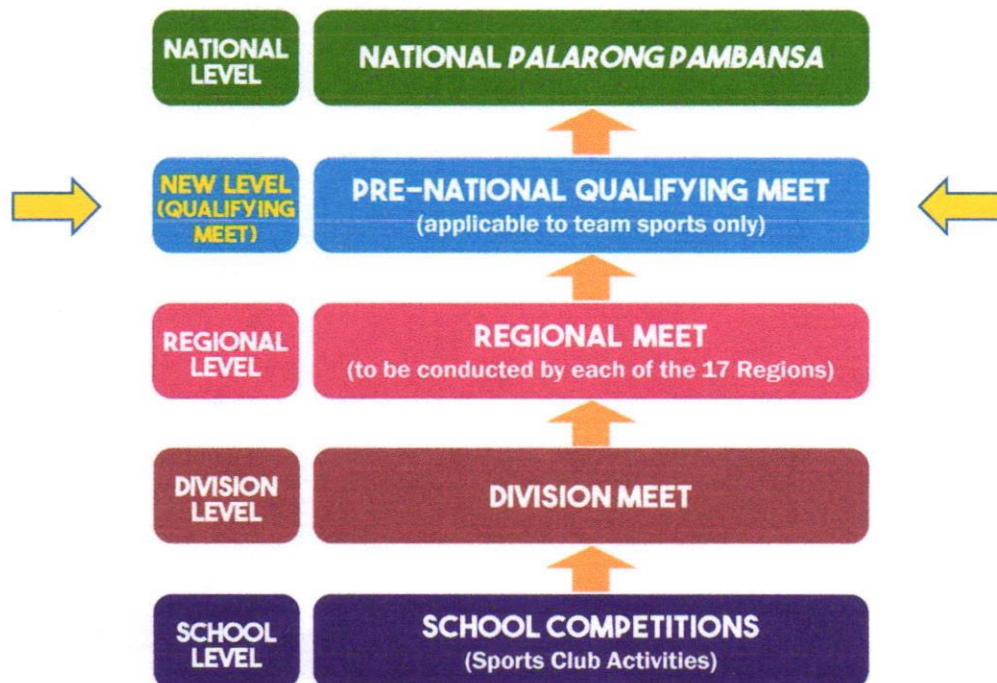 NATIONAL
LEVEL
NATIONAL PALARONG PAMBANSA
NEW LEVEL
(QUALIFYING
MEET)
PRE-NATIONAL QUALIFYING MEET
(applicable to team sports only)
REGIONAL
LEVEL
REGIONAL MEET
(to be conducted by each of the 17 Regions)
DIVISION
LEVEL
DIVISION MEET
SCHOOL
LEVEL
SCHOOL COMPETITIONS
(Sports Club Activities)